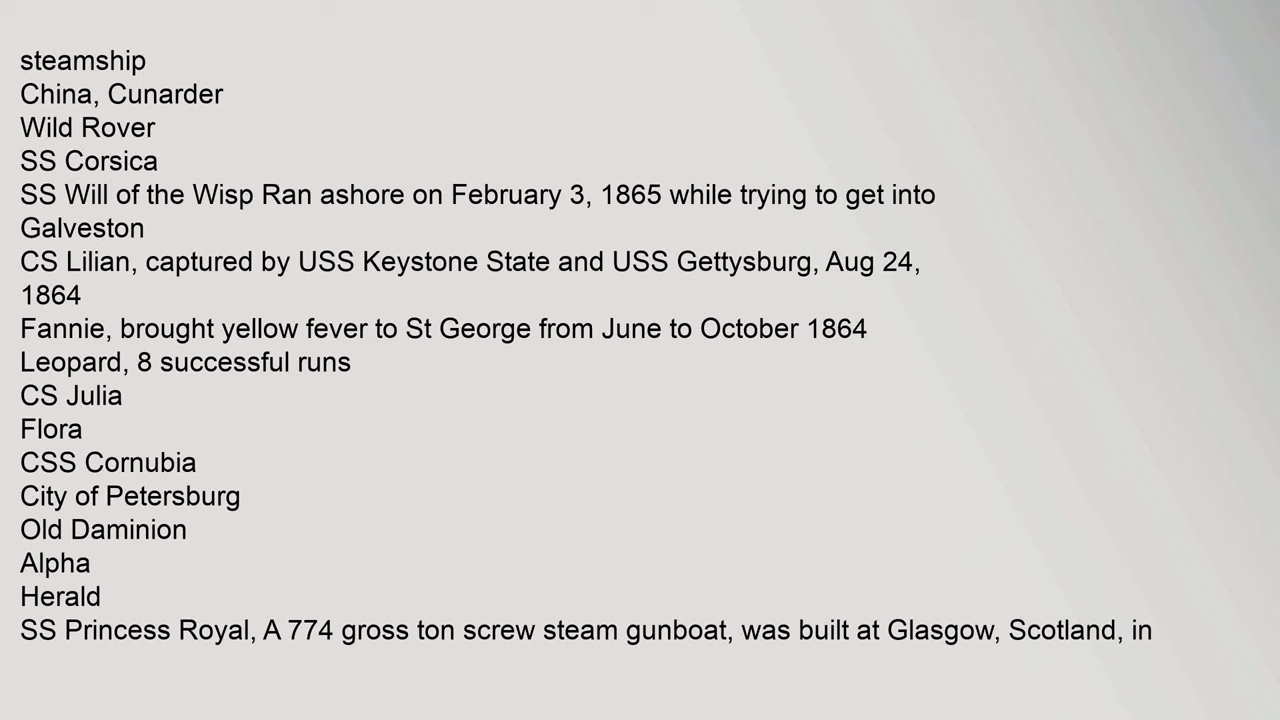 steamship
China, Cunarder
Wild Rover
SS Corsica
SS Will of the Wisp Ran ashore on February 3, 1865 while trying to get into
Galveston
CS Lilian, captured by USS Keystone State and USS Gettysburg, Aug 24,
1864
Fannie, brought yellow fever to St George from June to October 1864
Leopard, 8 successful runs
CS Julia
Flora
CSS Cornubia
City of Petersburg
Old Daminion
Alpha
Herald
SS Princess Royal, A 774 gross ton screw steam gunboat, was built at Glasgow, Scotland, in